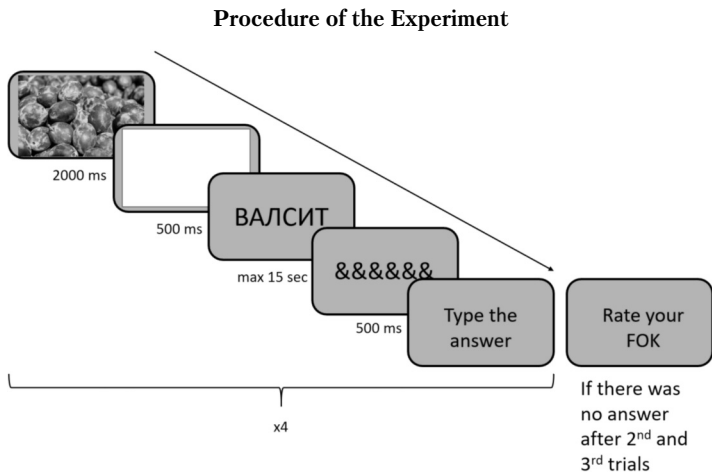 Procedure of the Experiment
2000 ms
500 ms
ВАЛСИТ
max 15 sec
&&&&&&
500 ms
Type the
answer
Rate your
FOK
x4
If there was
no answer
after 2nd and
3rd trials